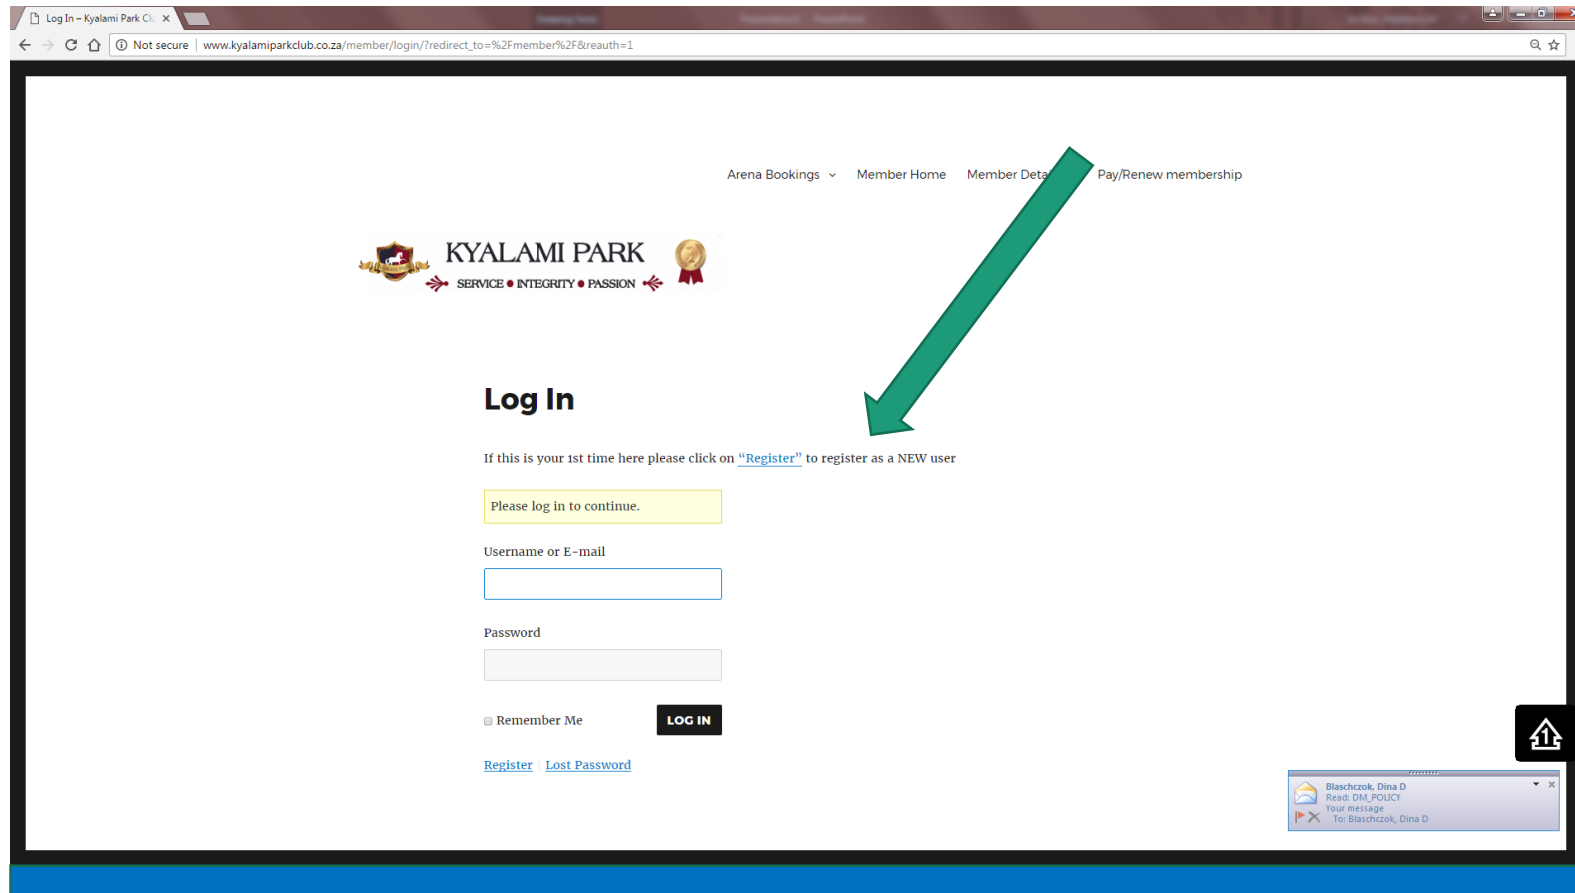 Log In – Kyalami Park Cl
Not secure | www.kyalamiparkclub.co.za/member/login/?redirect_to=%2Fmember%2F&reauth=1
Arena Bookings Member Home Member Deta Pay/Renew membership
KYALAMI PARK
SERVICE • INTEGRITY • PASSION
Log In
If this is your 1st time here please click on “Register” to register as a NEW user
Please log in to continue.
Username or E-mail
Password
Remember Me LOG IN
Register | Lost Password
Blaschczok, Dina D
Read: DM_POLICY
Your message
To: Blaschczok, Dina D